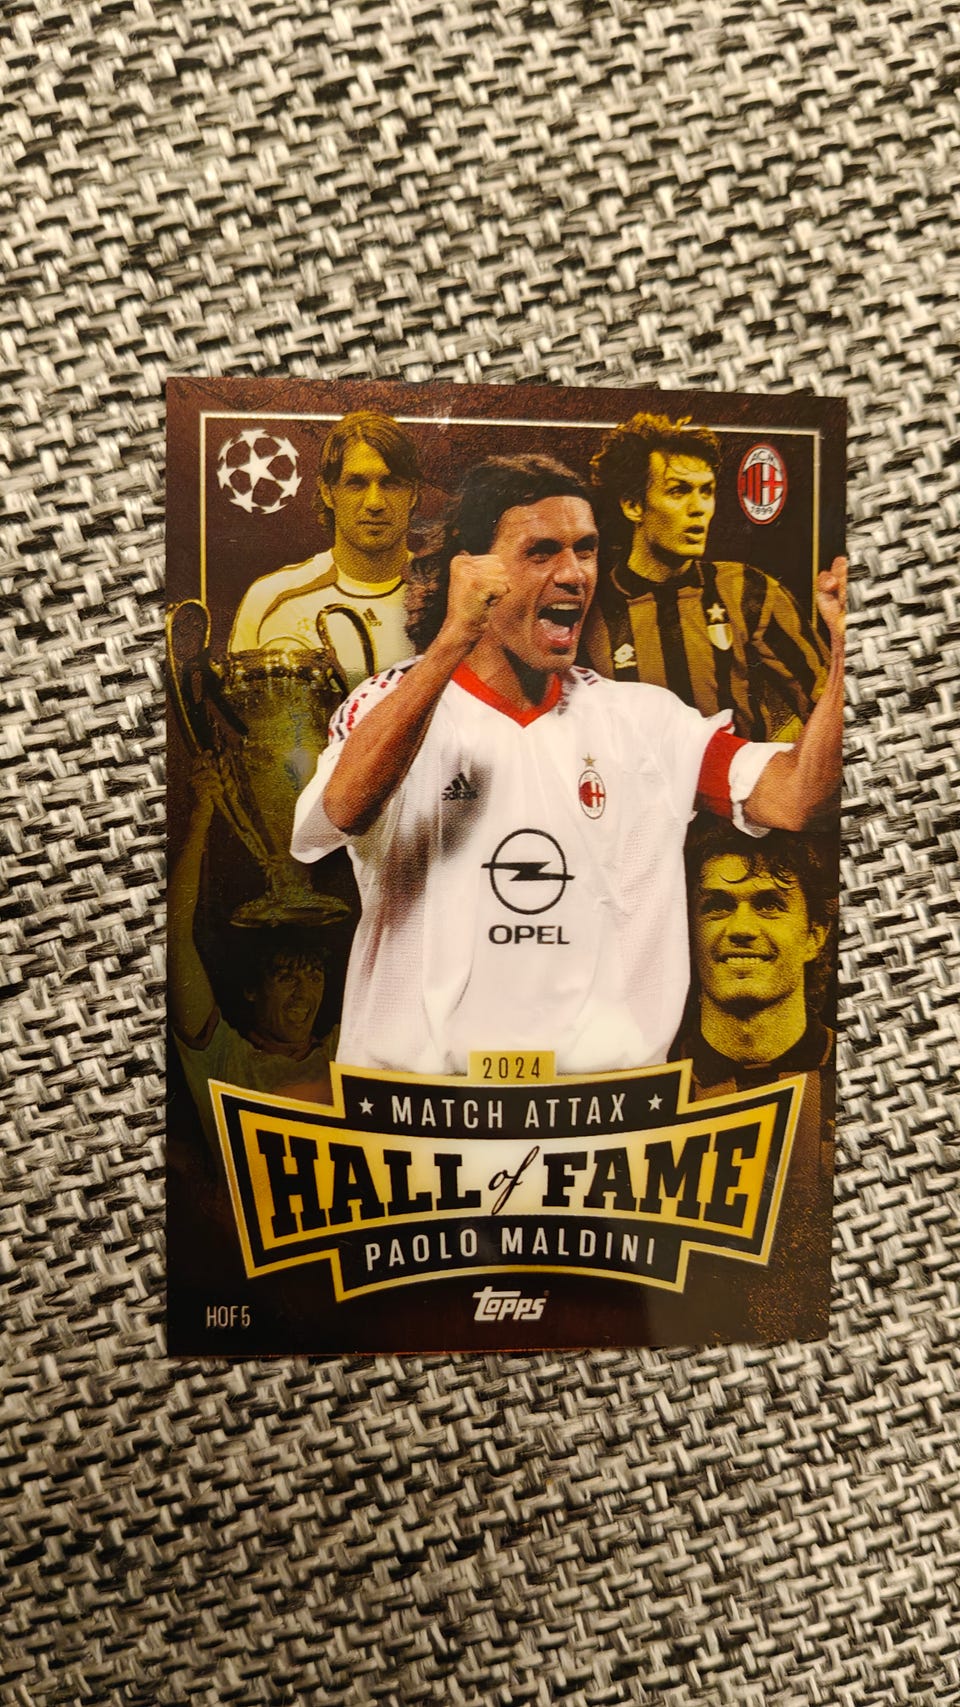 ACM
1899
adidas
OPEL
2024
★ MATCH ATTAX ★
HALL of FAME
PAOLO MALDINI
topps
HOF5